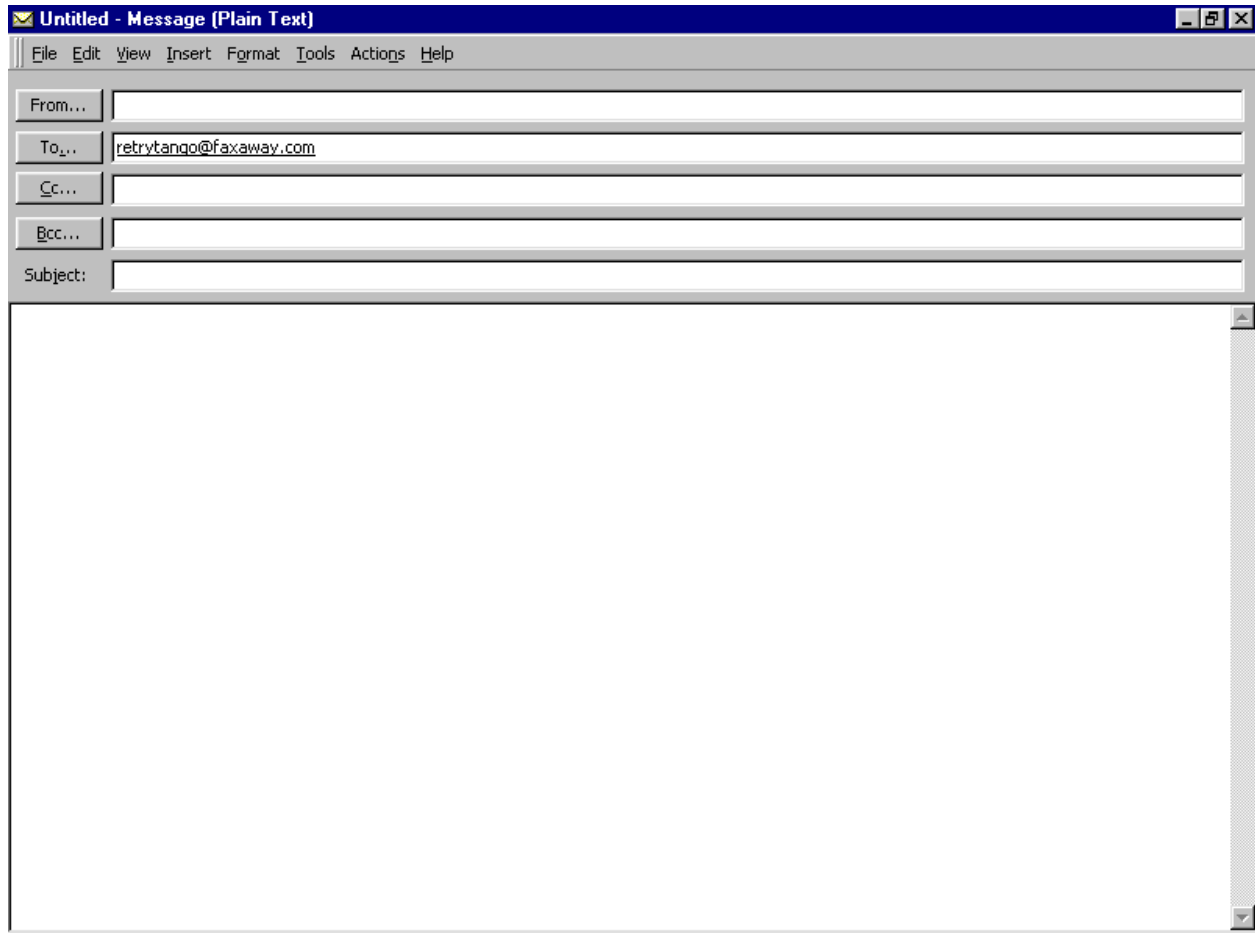 Untitled - Message (Plain Text)
File Edit View Insert Format Tools Actions Help
From...
To... retrytango@faxaway.com
Cc...
Bcc...
Subject: